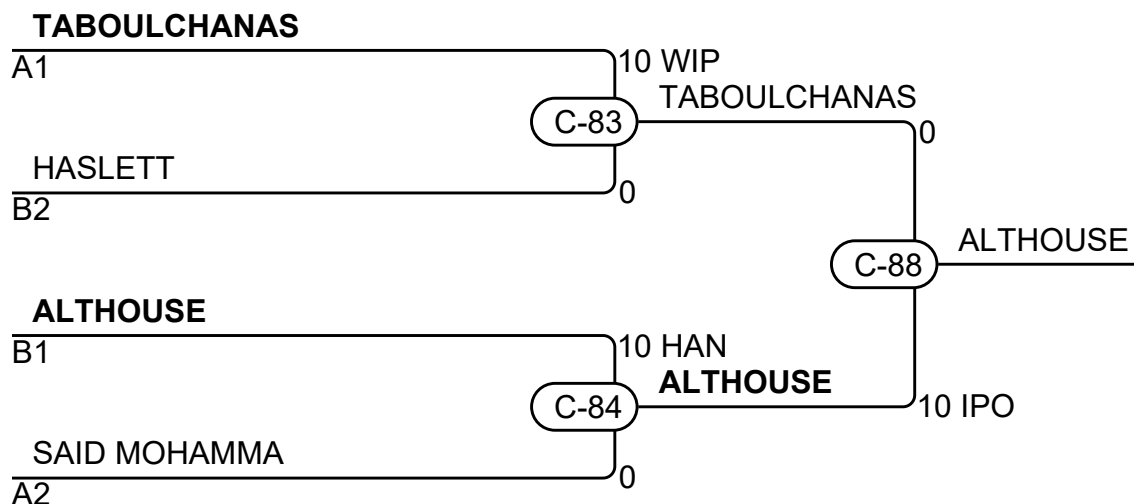 TABOULCHANAS
A1
10 WIP
TABOULCHANAS
C-83
0
HASLETT
0
B2
ALTHOUSE
C-88
ALTHOUSE
B1
10 HAN
ALTHOUSE
C-84
10 IPO
SAID MOHAMMA
0
A2